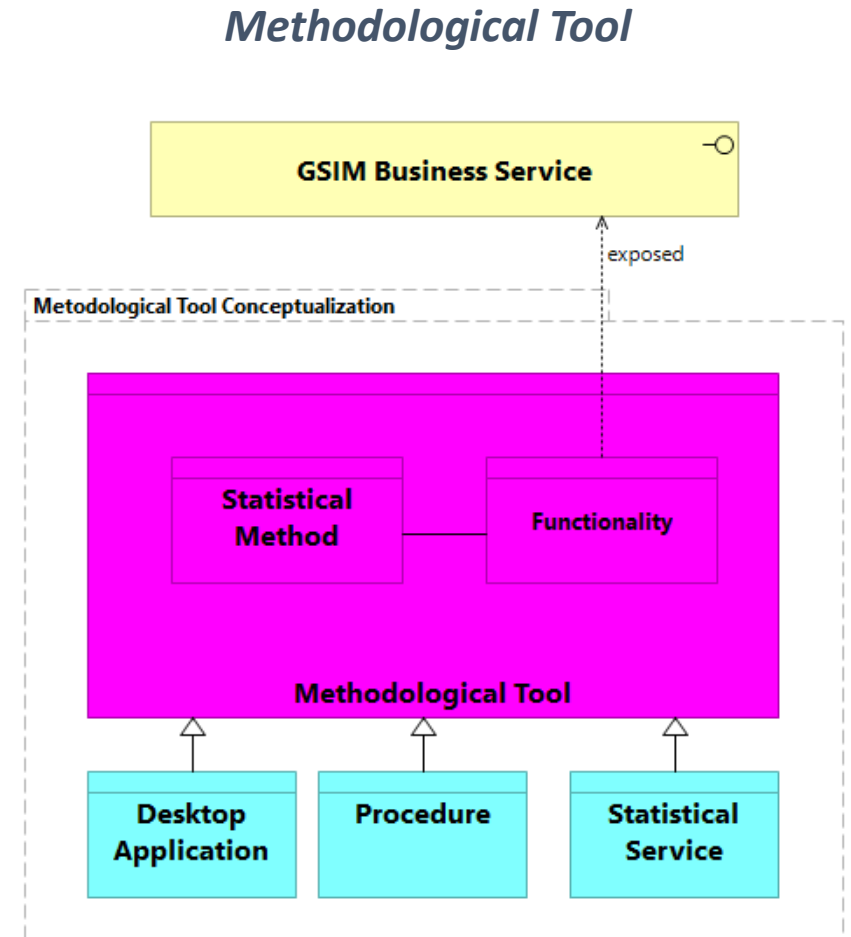 Methodological Tool
GSIM Business Service
exposed
Metodological Tool Conceptualization
Statistical
Method
Functionality
Methodological Tool
Desktop
Application
Procedure
Statistical
Service